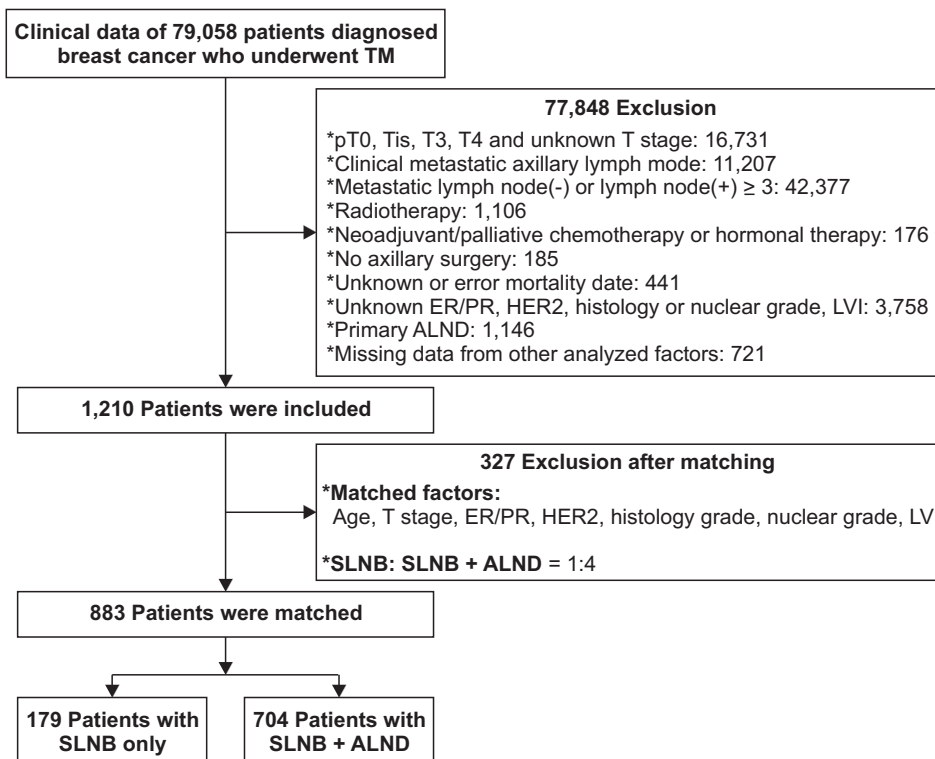 Clinical data of 79,058 patients diagnosed
breast cancer who underwent TM
77,848 Exclusion
*pT0, Tis, T3, T4 and unknown T stage: 16,731
*Clinical metastatic axillary lymph mode: 11,207
*Metastatic lymph node(-) or lymph node(+) ≥ 3: 42,377
*Radiotherapy: 1,106
*Neoadjuvant/palliative chemotherapy or hormonal therapy: 176
*No axillary surgery: 185
*Unknown or error mortality date: 441
*Unknown ER/PR, HER2, histology or nuclear grade, LVI: 3,758
*Primary ALND: 1,146
*Missing data from other analyzed factors: 721
1,210 Patients were included
327 Exclusion after matching
*Matched factors:
Age, T stage, ER/PR, HER2, histology grade, nuclear grade, LV
*SLNB: SLNB + ALND = 1:4
883 Patients were matched
179 Patients with
SLNB only
704 Patients with
SLNB + ALND